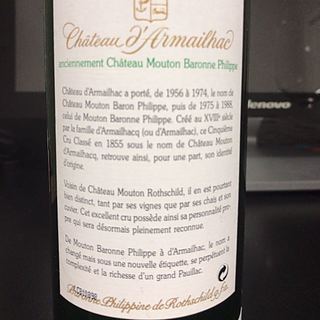 Château d'Armailhac
anciennement Château Mouton Baronne Philippe
Château d'Armailhac a porté, de 1956 à 1974, le nom de
Château Mouton Baron Philippe, puis de 1975 à 1988,
celui de Mouton Baronne Philippe. Créé au XVIIIe siècle
par la famille d'Armailhacq (ou d'Armailhac), ce Cinquième
Cru Classé en 1855 sous le nom de Château Mouton
d'Armailhacq, retrouve ainsi, pour une part, son identité
d'origine.
Voisin de Château Mouton Rothschild, il en est pourtant
bien distinct, tant par ses vignes que par ses chais et son
cuvier. Cet excellent cru possède ainsi sa personnalité pro-
pre qui sera désormais pleinement reconnue.
De Mouton Baronne Philippe à d'Armailhac, le nom a
changé mais sous une nouvelle étiquette, se perpétuent la
complexité et la richesse d'un grand Pauillac.
Baronne Philippine de Rothschild g.f.a.
lenovo